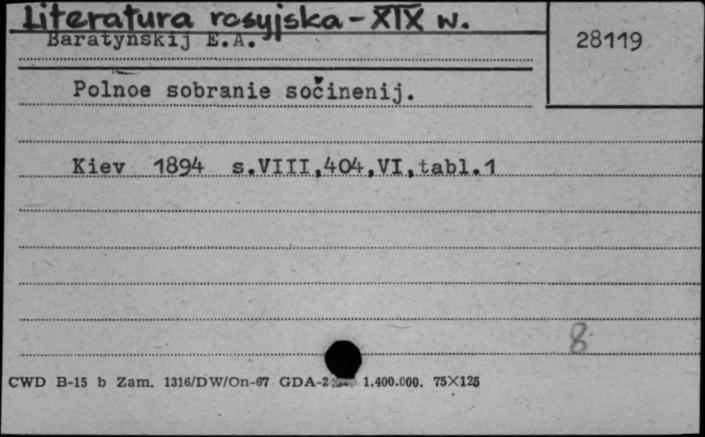 Literatura rosyjska - XIX w.
Baratynskij E.A.
28119
Polnoe sobranie sočinenij.
Kiev 1894 s.VIII,404,VI,tabl.1
8
CWD B-15 b Zam. 1316/DW/On-67 GDA-2 1.400.000. 75X125